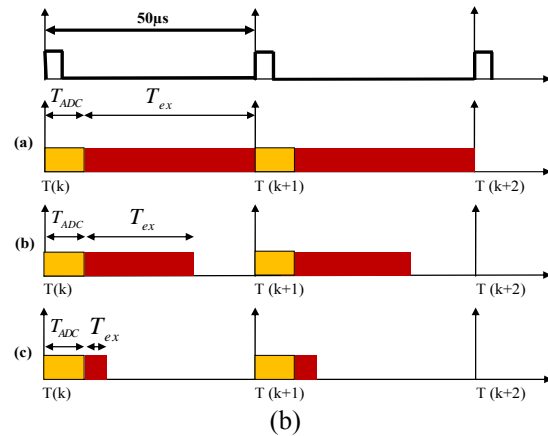 50μs
T_ADC T_ex
(a)
T(k) T (k+1) T (k+2)
T_ADC T_ex
(b)
T(k) T (k+1) T (k+2)
T_ADC T_ex
(c)
T(k) T (k+1) T (k+2)
(b)